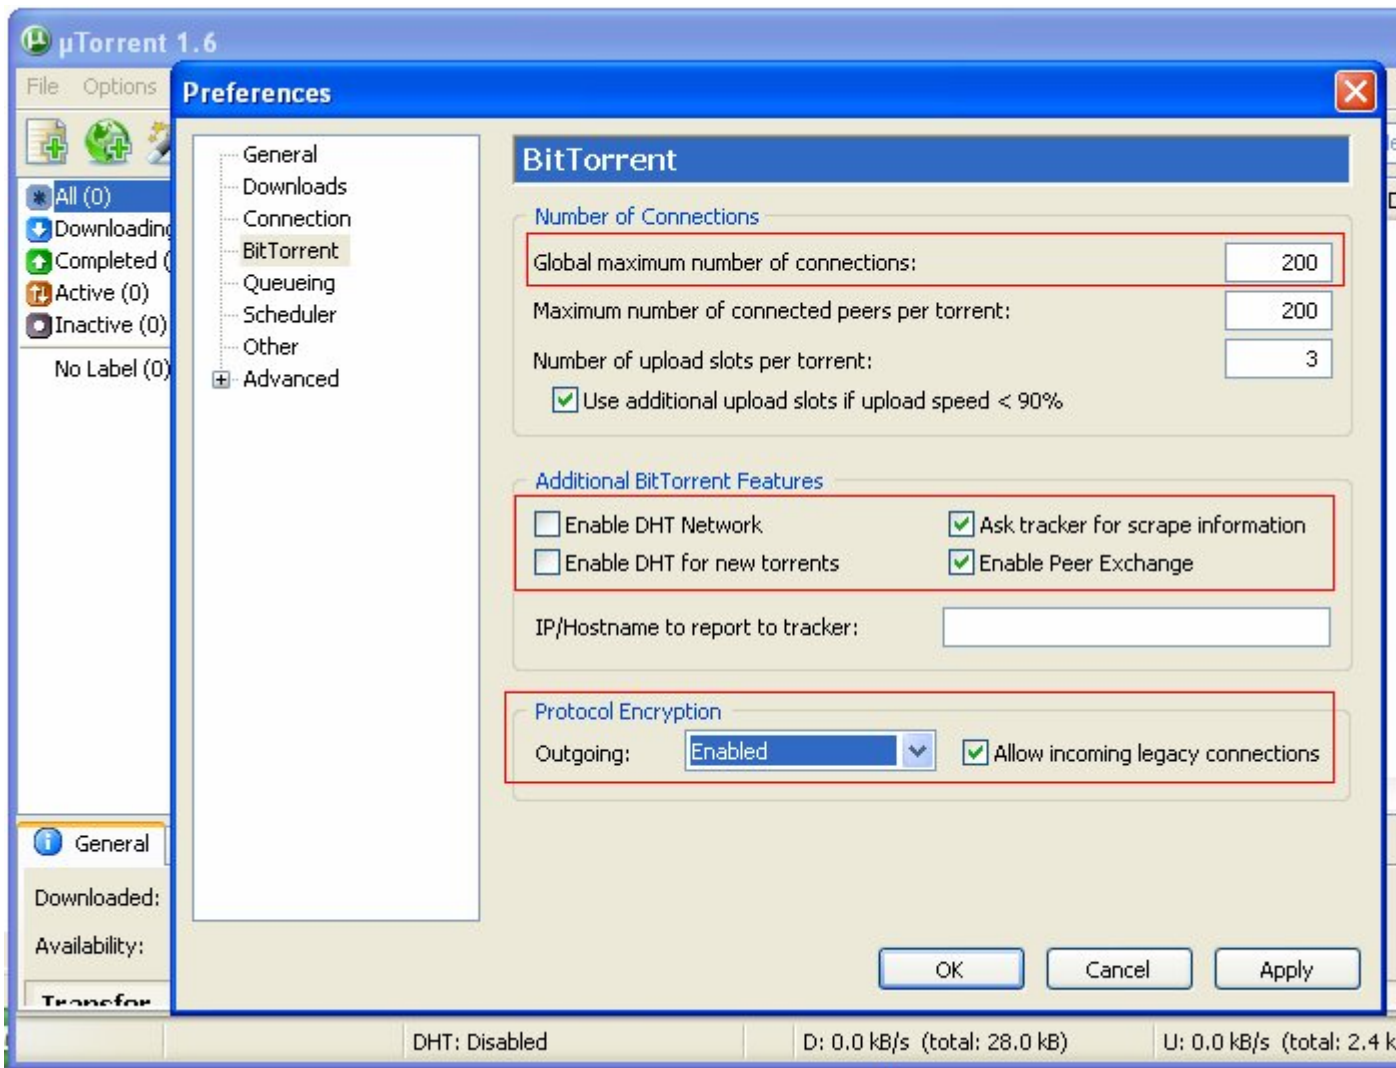 µTorrent 1.6
File Options
Preferences
General
Downloads
Connection
BitTorrent
Queueing
Scheduler
Other
Advanced
All (0)
Downloading
Completed (
Active (0)
Inactive (0)
No Label (0)
BitTorrent
Number of Connections
Global maximum number of connections: 200
Maximum number of connected peers per torrent: 200
Number of upload slots per torrent: 3
Use additional upload slots if upload speed < 90%
Additional BitTorrent Features
Enable DHT Network Ask tracker for scrape information
Enable DHT for new torrents Enable Peer Exchange
IP/Hostname to report to tracker:
Protocol Encryption
Outgoing: Enabled Allow incoming legacy connections
General
Downloaded:
Availability:
OK Cancel Apply
DHT: Disabled D: 0.0 kB/s (total: 28.0 kB) U: 0.0 kB/s (total: 2.4 k